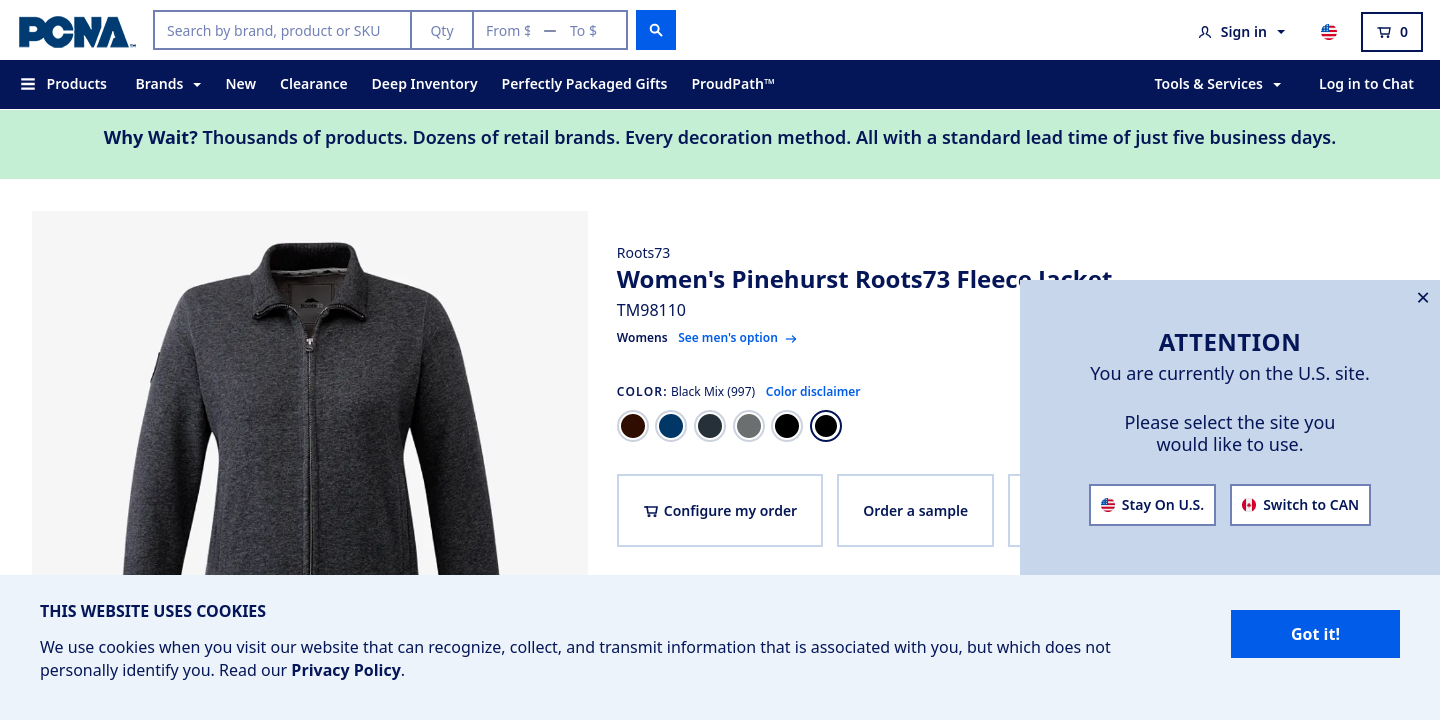 PCNA™
Search by brand, product or SKU
Qty
From $ — To $
Sign in
0
Products
Brands
New
Clearance
Deep Inventory
Perfectly Packaged Gifts
ProudPath™
Tools & Services
Log in to Chat
Why Wait? Thousands of products. Dozens of retail brands. Every decoration method. All with a standard lead time of just five business days.
Roots73
Women's Pinehurst Roots73 Fleece Jacket
TM98110
Womens See men's option →
COLOR: Black Mix (997) Color disclaimer
Configure my order
Order a sample
ATTENTION
You are currently on the U.S. site.
Please select the site you
would like to use.
Stay On U.S.
Switch to CAN
THIS WEBSITE USES COOKIES
We use cookies when you visit our website that can recognize, collect, and transmit information that is associated with you, but which does not
personally identify you. Read our Privacy Policy.
Got it!